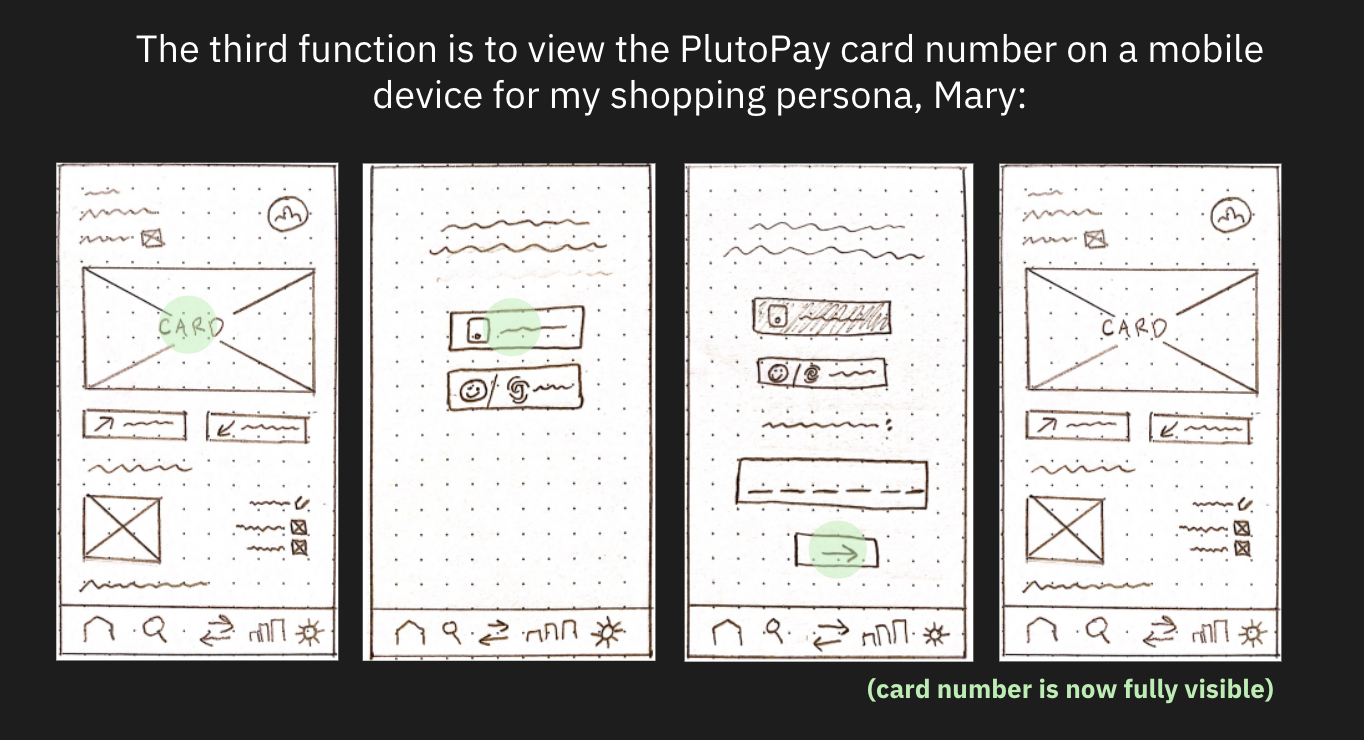 The third function is to view the PlutoPay card number on a mobile
device for my shopping persona, Mary:
CARD
CARD
(card number is now fully visible)